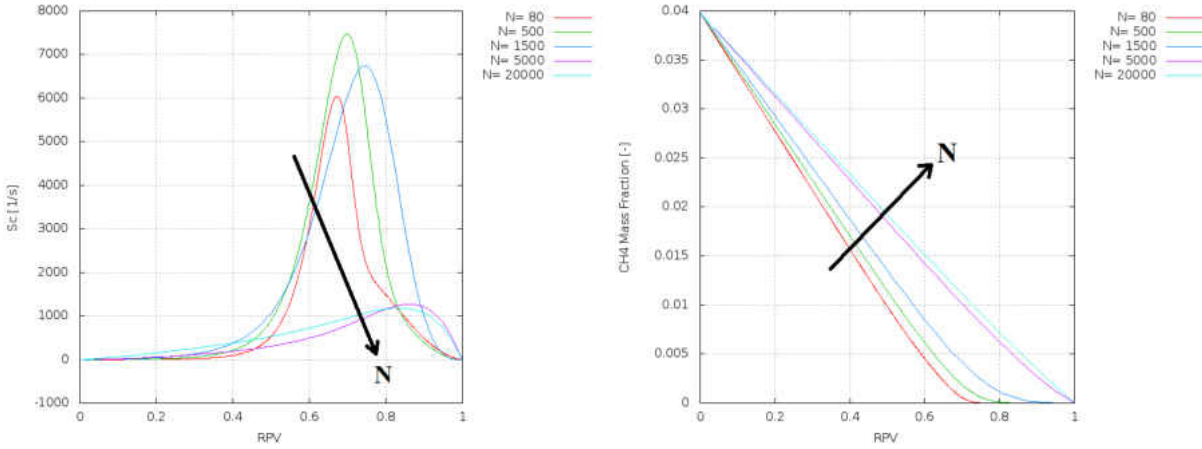 8000
7000
6000
5000
4000
3000
2000
1000
0
-1000
Sc [1/s]
0 0.2 0.4 0.6 0.8 1
RPV
N= 80
N= 500
N= 1500
N= 5000
N= 20000
N
0.04
0.035
0.03
0.025
0.02
0.015
0.01
0.005
0
CH4 Mass Fraction [-]
0 0.2 0.4 0.6 0.8 1
RPV
N= 80
N= 500
N= 1500
N= 5000
N= 20000
N